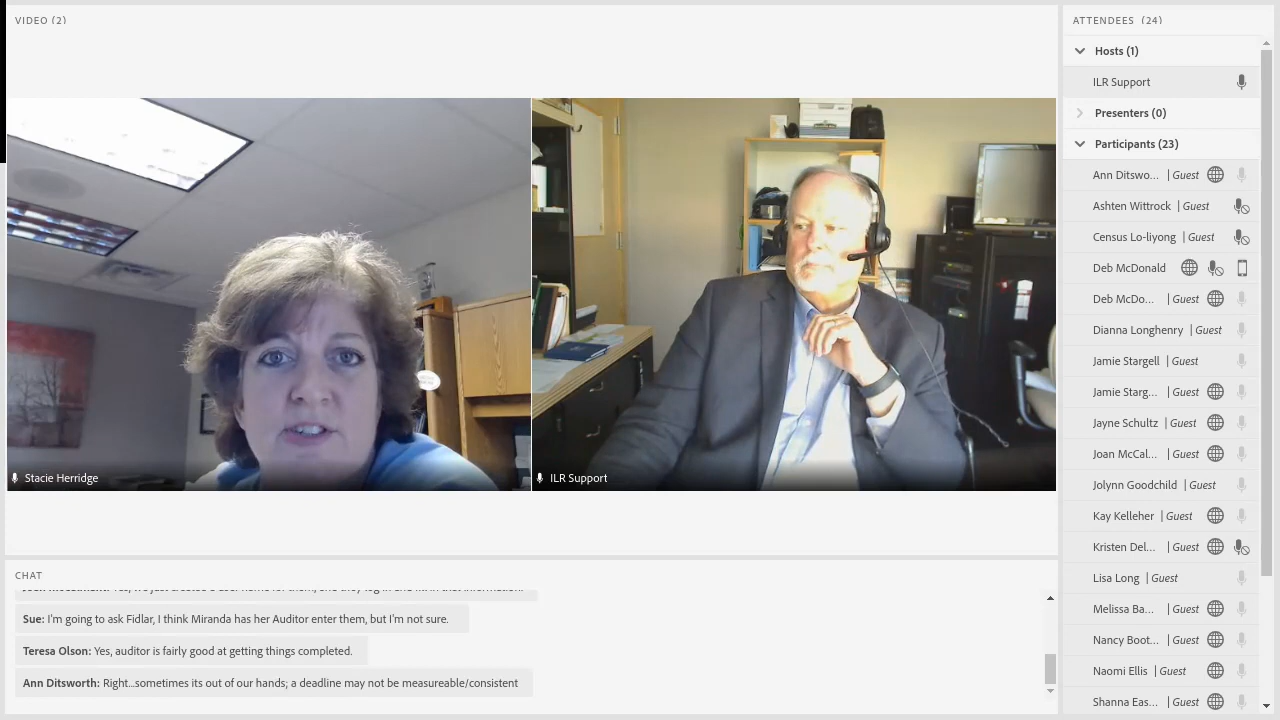 VIDEO (2)
Stacie Herridge
ILR Support
CHAT
Sue: I'm going to ask Fidlar, I think Miranda has her Auditor enter them, but I'm not sure.
Teresa Olson: Yes, auditor is fairly good at getting things completed.
Ann Ditsworth: Right...sometimes its out of our hands; a deadline may not be measureable/consistent
ATTENDEES (24)
Hosts (1)
ILR Support
Presenters (0)
Participants (23)
Ann Ditswo... | Guest
Ashten Wittrock | Guest
Census Lo-liyong | Guest
Deb McDonald
Deb McDo... | Guest
Dianna Longhenry | Guest
Jamie Stargell | Guest
Jamie Starg... | Guest
Jayne Schultz | Guest
Joan McCal... | Guest
Jolynn Goodchild | Guest
Kay Kelleher | Guest
Kristen Del... | Guest
Lisa Long | Guest
Melissa Ba... | Guest
Nancy Boot... | Guest
Naomi Ellis | Guest
Shanna Eas... | Guest